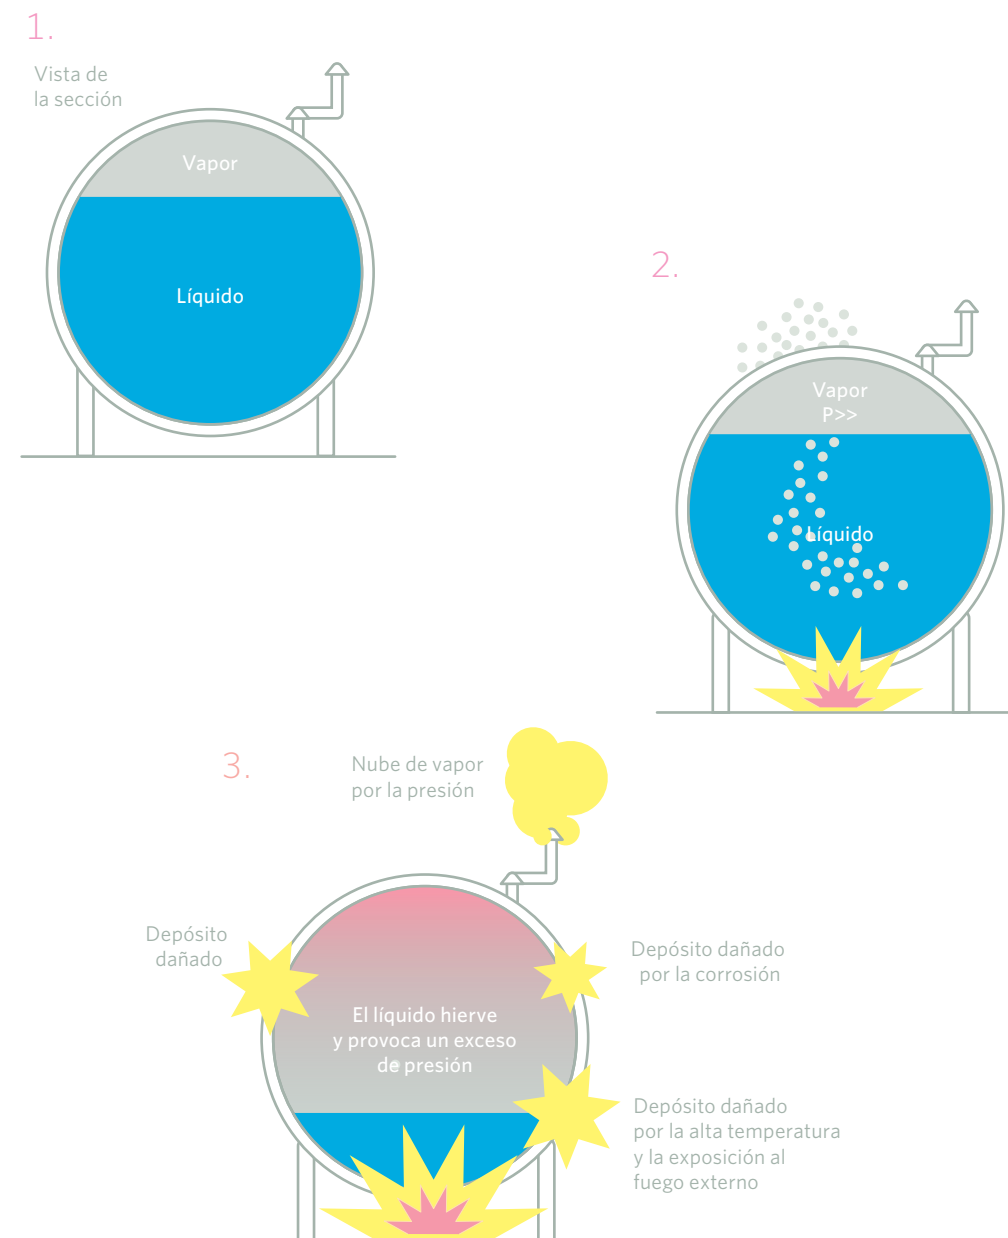 1.
Vista de
la sección
Vapor
Líquido
2.
Vapor
P>>
Líquido
3.
Nube de vapor
por la presión
Depósito
dañado
Depósito dañado
por la corrosión
El líquido hierve
y provoca un exceso
de presión
Depósito dañado
por la alta temperatura
y la exposición al
fuego externo